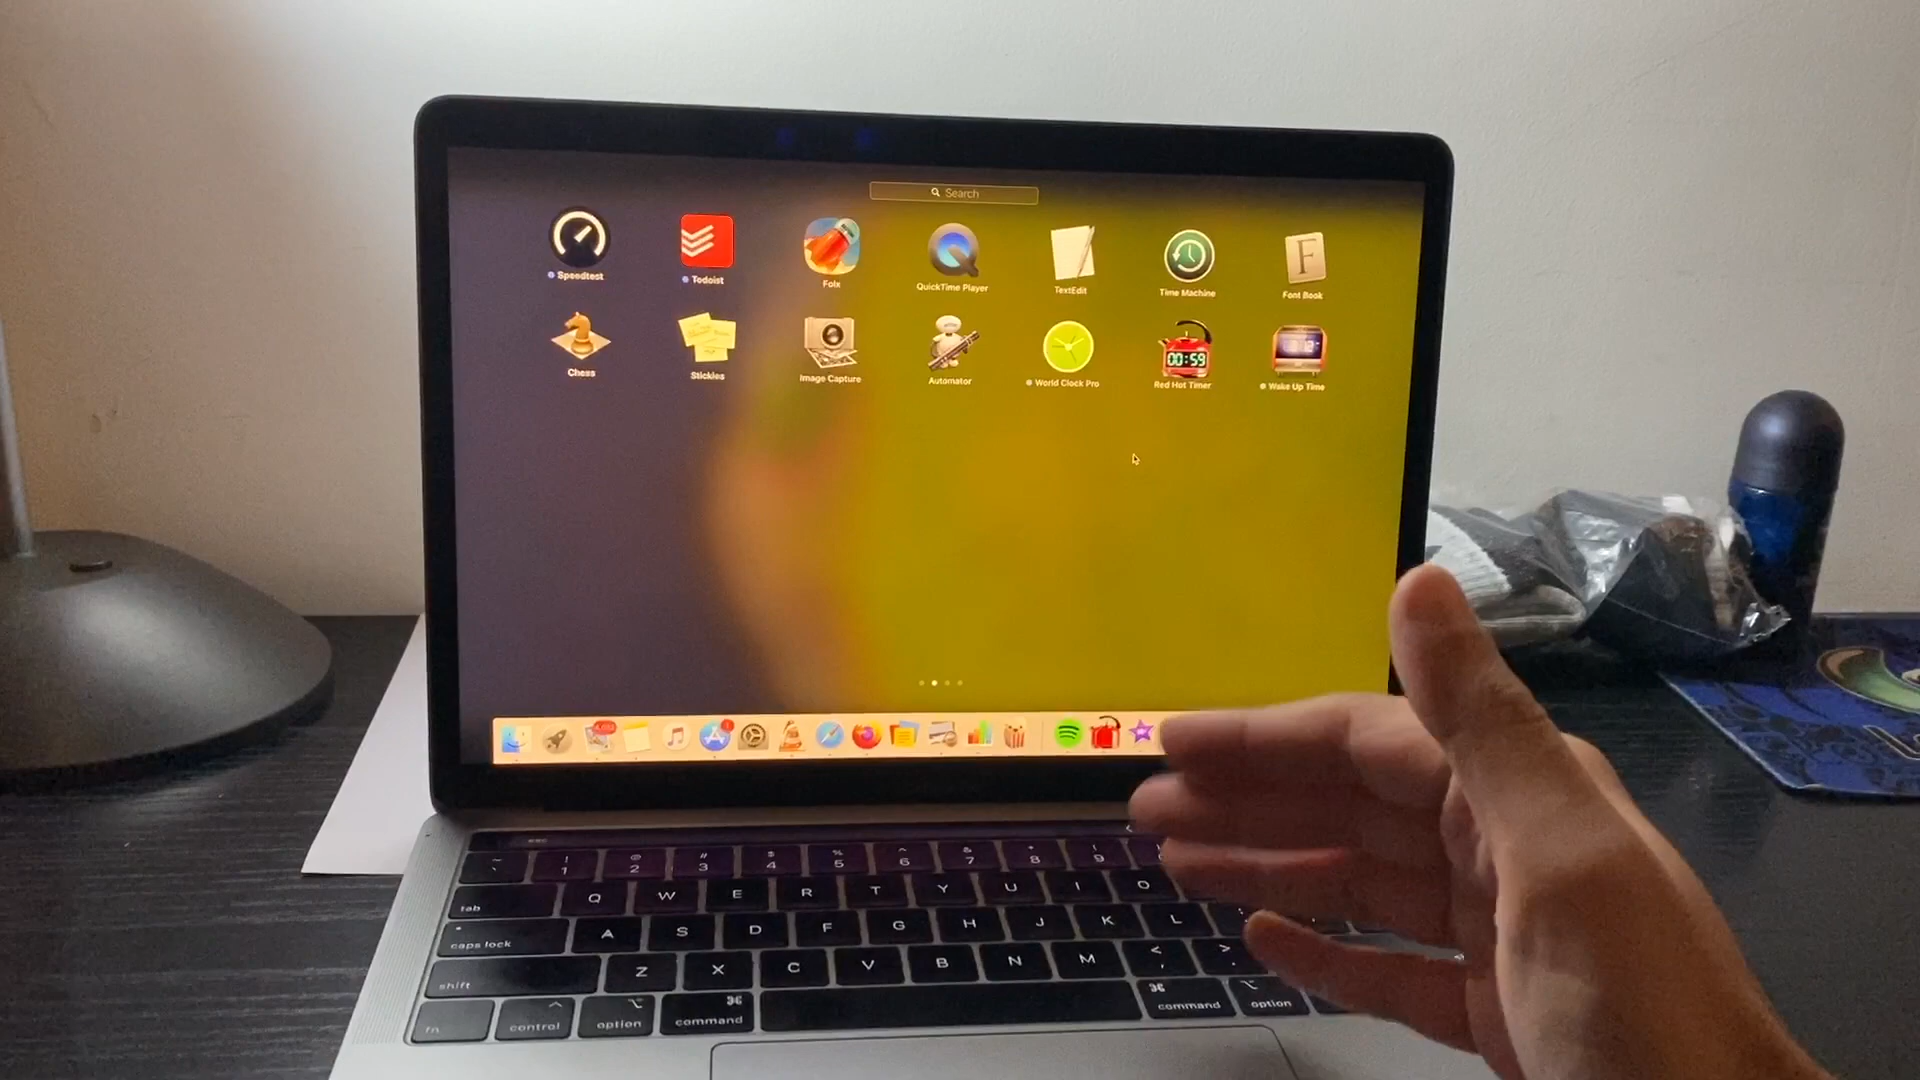 Search
Speedtest
Todoist
Folx
QuickTime Player
TextEdit
Time Machine
F
Font Book
00:59
Chess
Stickies
Image Capture
Automator
World Clock Pro
Red Hot Timer
Wake Up Time
esc
~ ! @ # $ % ^ & * (
` 1 2 3 4 5 6 7 8 9
tab Q W E R T Y U I O
caps lock A S D F G H J K L :
shift Z X C V B N M < , > .
fn ^ control ⌥ option ⌘ command ⌘ command ⌥ option